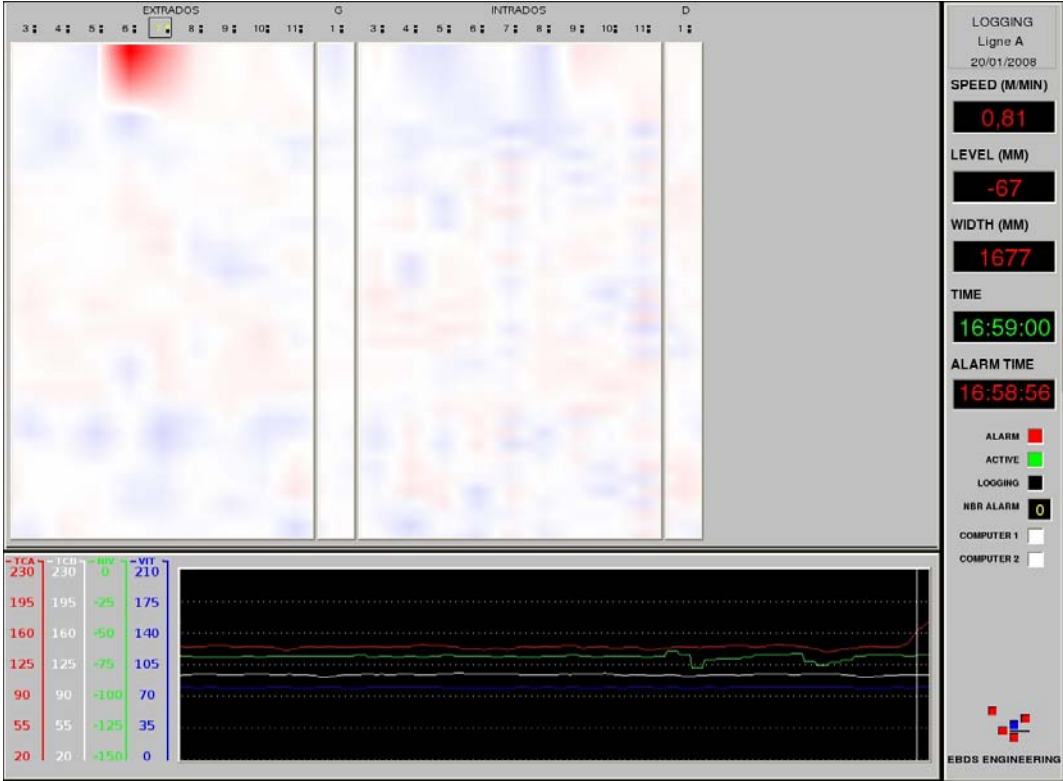 EXTRADOS G INTRADOS D
3 4 5 6 7 8 9 10 11 1 3 4 5 6 7 8 9 10 11 1
LOGGING
Ligne A
20/01/2008
SPEED (M/MIN)
0,81
LEVEL (MM)
-67
WIDTH (MM)
1677
TIME
16:59:00
ALARM TIME
16:58:56
ALARM
ACTIVE
LOGGING
NBR ALARM 0
COMPUTER 1
COMPUTER 2
TCA TCB NIV VIT
230 230 0 210
195 195 -25 175
160 160 -50 140
125 125 -75 105
90 90 -100 70
55 55 -125 35
20 20 -150 0
EBDS ENGINEERING